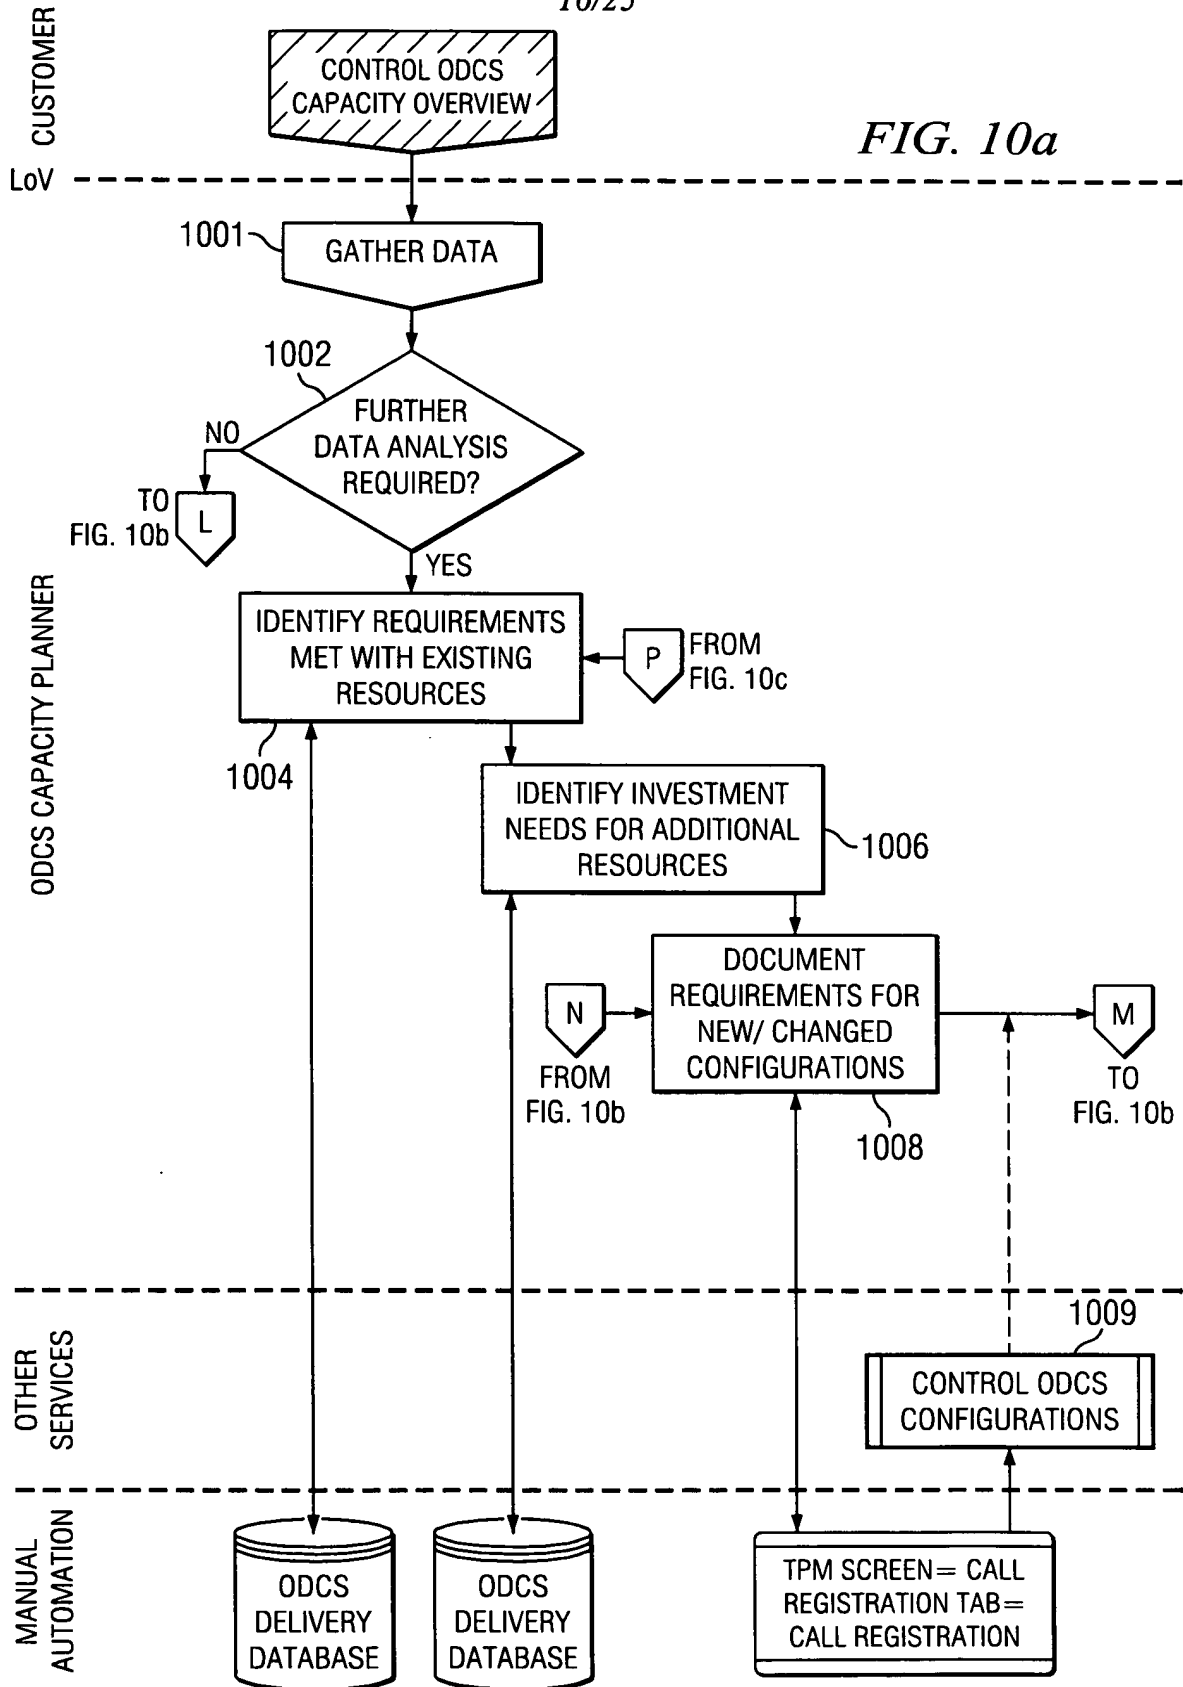 16/25
CUSTOMER
CONTROL ODCS
CAPACITY OVERVIEW
FIG. 10a
LoV
1001
GATHER DATA
1002
FURTHER
DATA ANALYSIS
REQUIRED?
NO
TO
FIG. 10b
L
YES
ODCS CAPACITY PLANNER
IDENTIFY REQUIREMENTS
MET WITH EXISTING
RESOURCES
P
FROM
FIG. 10c
1004
IDENTIFY INVESTMENT
NEEDS FOR ADDITIONAL
RESOURCES
1006
DOCUMENT
REQUIREMENTS FOR
NEW/ CHANGED
CONFIGURATIONS
N
FROM
FIG. 10b
M
TO
FIG. 10b
1008
OTHER
SERVICES
1009
CONTROL ODCS
CONFIGURATIONS
MANUAL
AUTOMATION
ODCS
DELIVERY
DATABASE
ODCS
DELIVERY
DATABASE
TPM SCREEN= CALL
REGISTRATION TAB=
CALL REGISTRATION